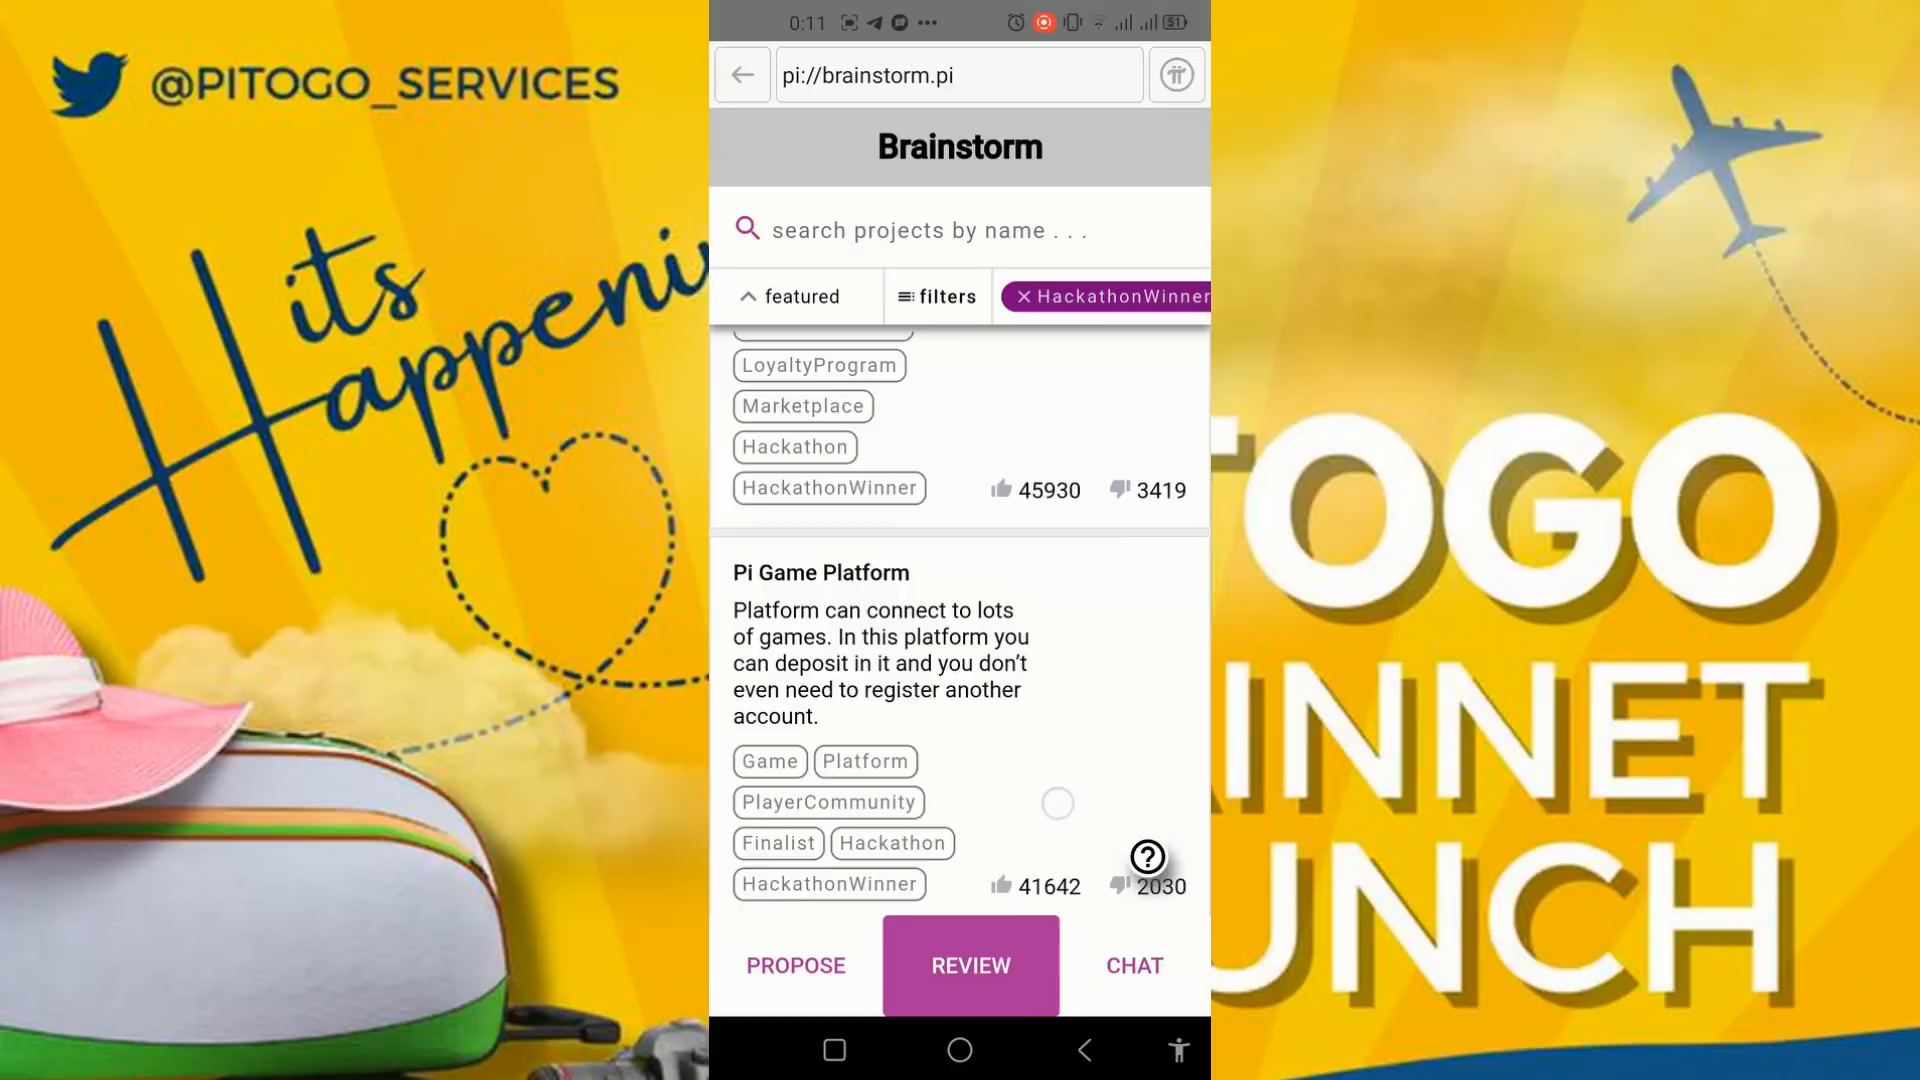 @PITOGO_SERVICES
its
Happeni
0:11
51
pi://brainstorm.pi
Brainstorm
search projects by name . . .
featured
filters
× HackathonWinner
LoyaltyProgram
Marketplace
Hackathon
HackathonWinner
45930
3419
Pi Game Platform
Platform can connect to lots
of games. In this platform you
can deposit in it and you don’t
even need to register another
account.
Game
Platform
PlayerCommunity
Finalist
Hackathon
HackathonWinner
41642
2030
PROPOSE
REVIEW
CHAT
TOGO
INNET
UNCH